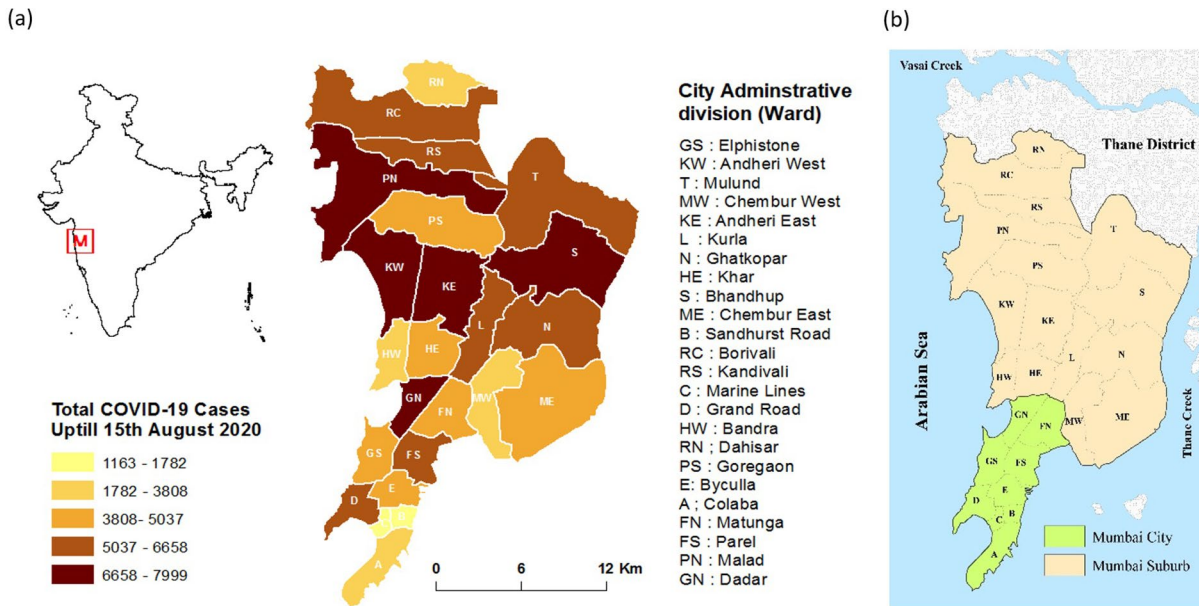 (a)
M
Total COVID-19 Cases
Uptill 15th August 2020
1163 - 1782
1782 - 3808
3808- 5037
5037 - 6658
6658 - 7999
RN
RC
RS
PN
T
PS
S
KW
KE
L
N
HW
HE
GN
FN
MW
ME
GS
FS
E
D
C
B
A
0
6
12 Km
City Adminstrative
division (Ward)
GS : Elphistone
KW : Andheri West
T : Mulund
MW : Chembur West
KE : Andheri East
L : Kurla
N : Ghatkopar
HE : Khar
S : Bhandhup
ME : Chembur East
B : Sandhurst Road
RC : Borivali
RS : Kandivali
C : Marine Lines
D : Grand Road
HW : Bandra
RN ; Dahisar
PS : Goregaon
E: Byculla
A ; Colaba
FN : Matunga
FS : Parel
PN : Malad
GN : Dadar
(b)
Vasai Creek
Thane District
Arabian Sea
Thane Creek
RN
RC
RS
PN
T
PS
S
KW
KE
L
N
HW
HE
GN
FN
MW
ME
GS
FS
E
D
C
B
A
Mumbai City
Mumbai Suburb